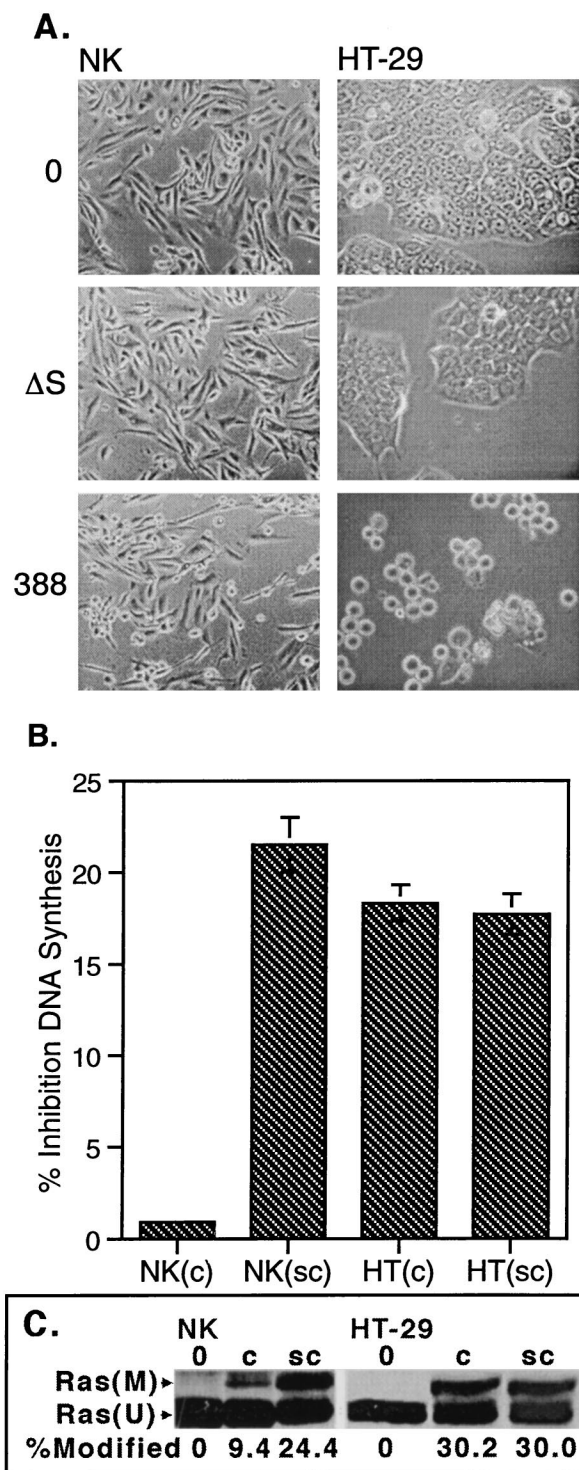 A.
NK HT-29
0
ΔS
388
B.
% Inhibition DNA Synthesis
25
20
15
10
5
0
NK(c) NK(sc) HT(c) HT(sc)
C.
NK HT-29
0 c sc 0 c sc
Ras(M)
Ras(U)
%Modified 0 9.4 24.4 0 30.2 30.0